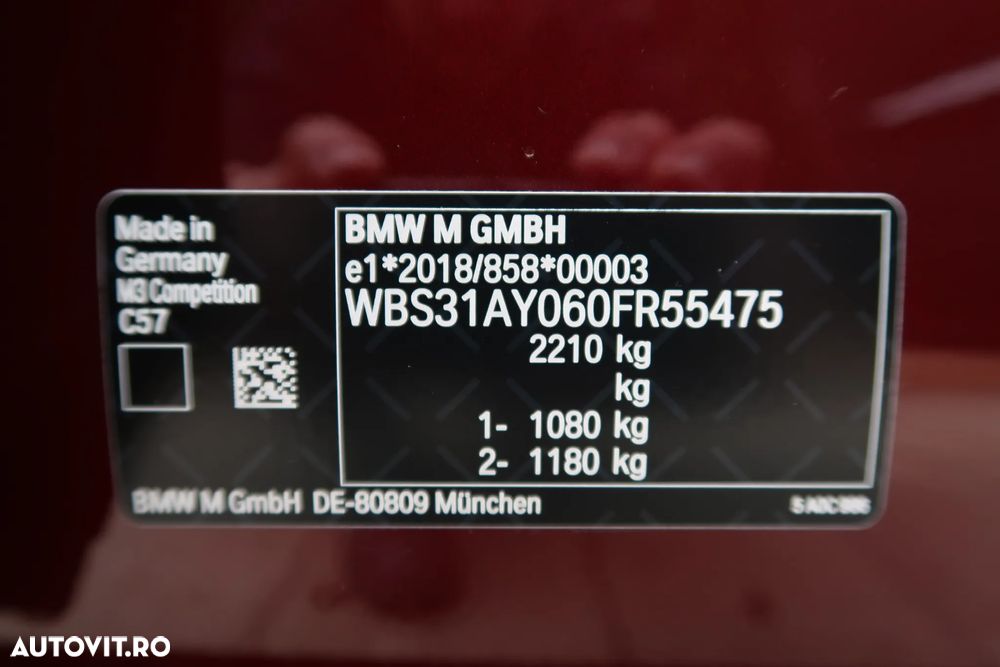 Made in
Germany
M3 Competition
C57
BMW M GMBH
e1*2018/858*00003
WBS31AY060FR55475
2210 kg
kg
1- 1080 kg
2- 1180 kg
BMW M GmbH DE-80809 München
AUTOVIT.RO